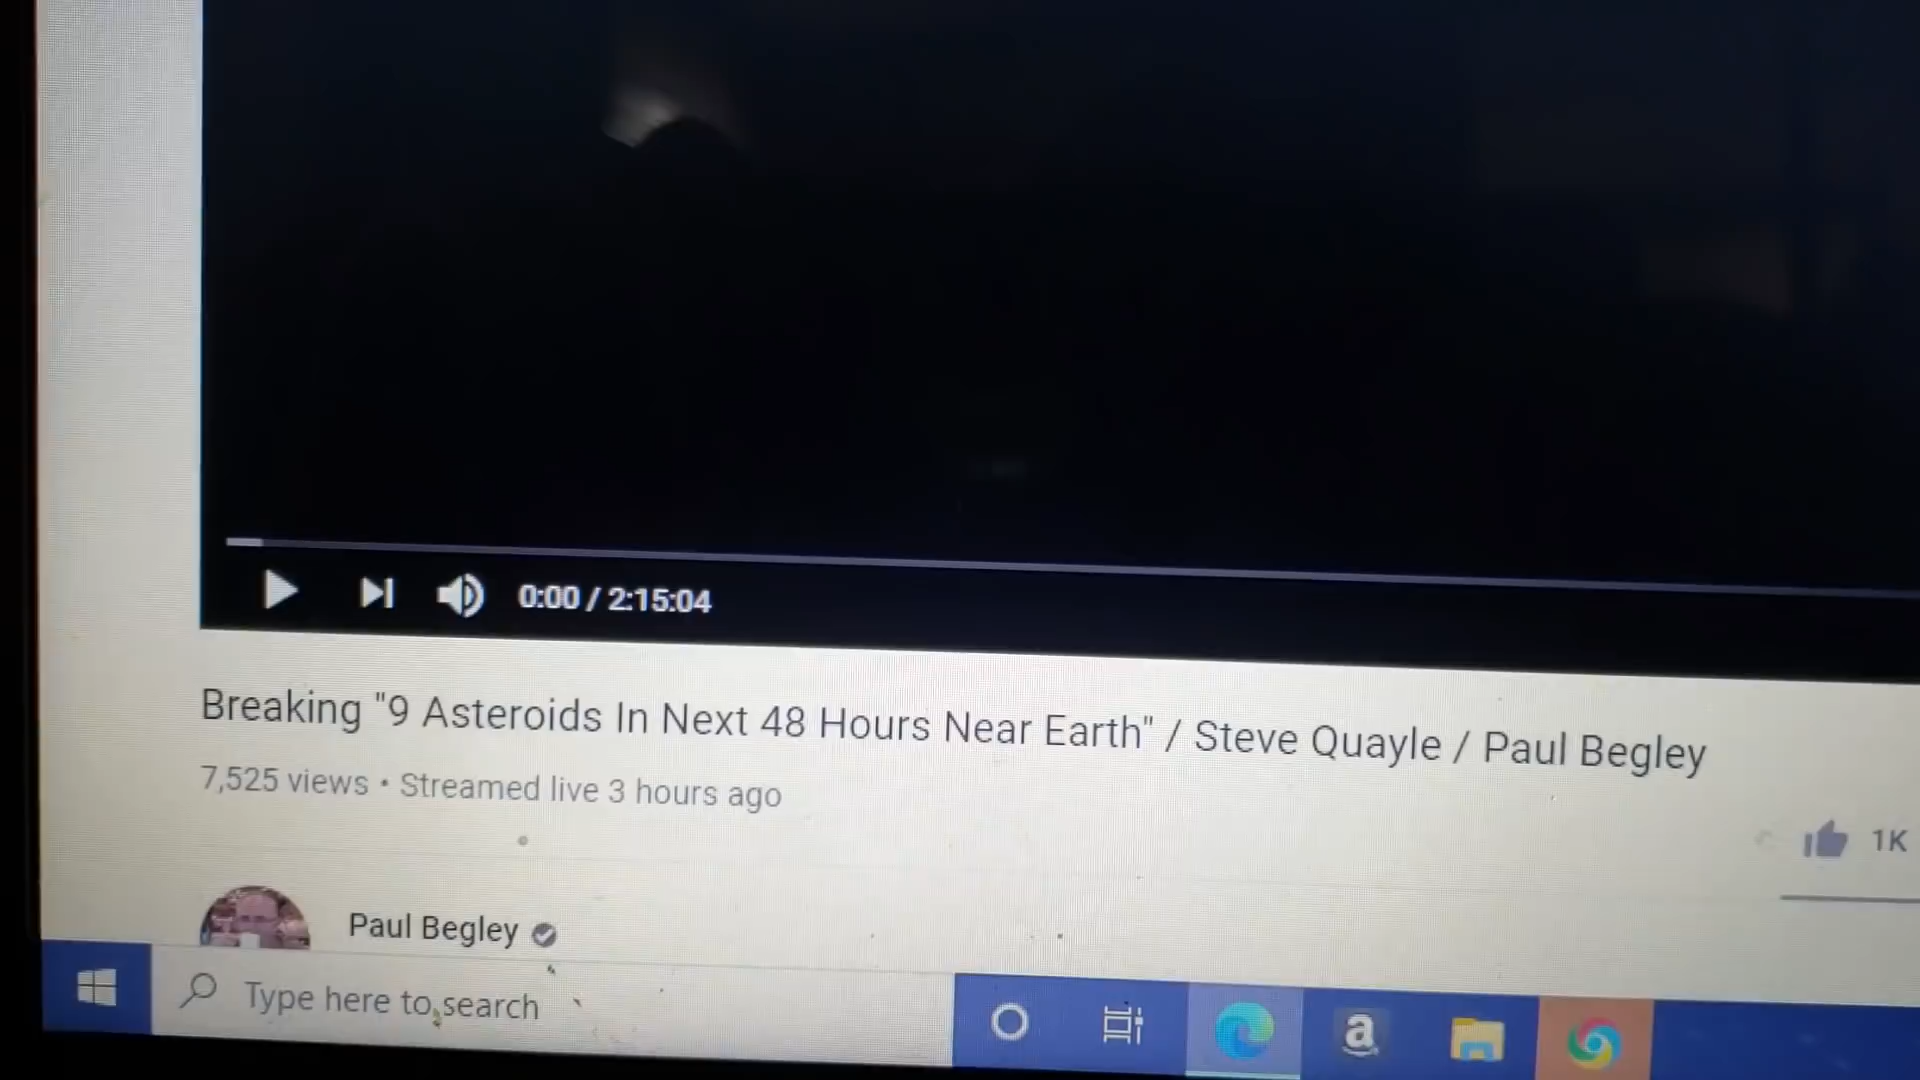 0:00 / 2:15:04
Breaking "9 Asteroids In Next 48 Hours Near Earth" / Steve Quayle / Paul Begley
7,525 views • Streamed live 3 hours ago
1K
Paul Begley
Type here to search
a